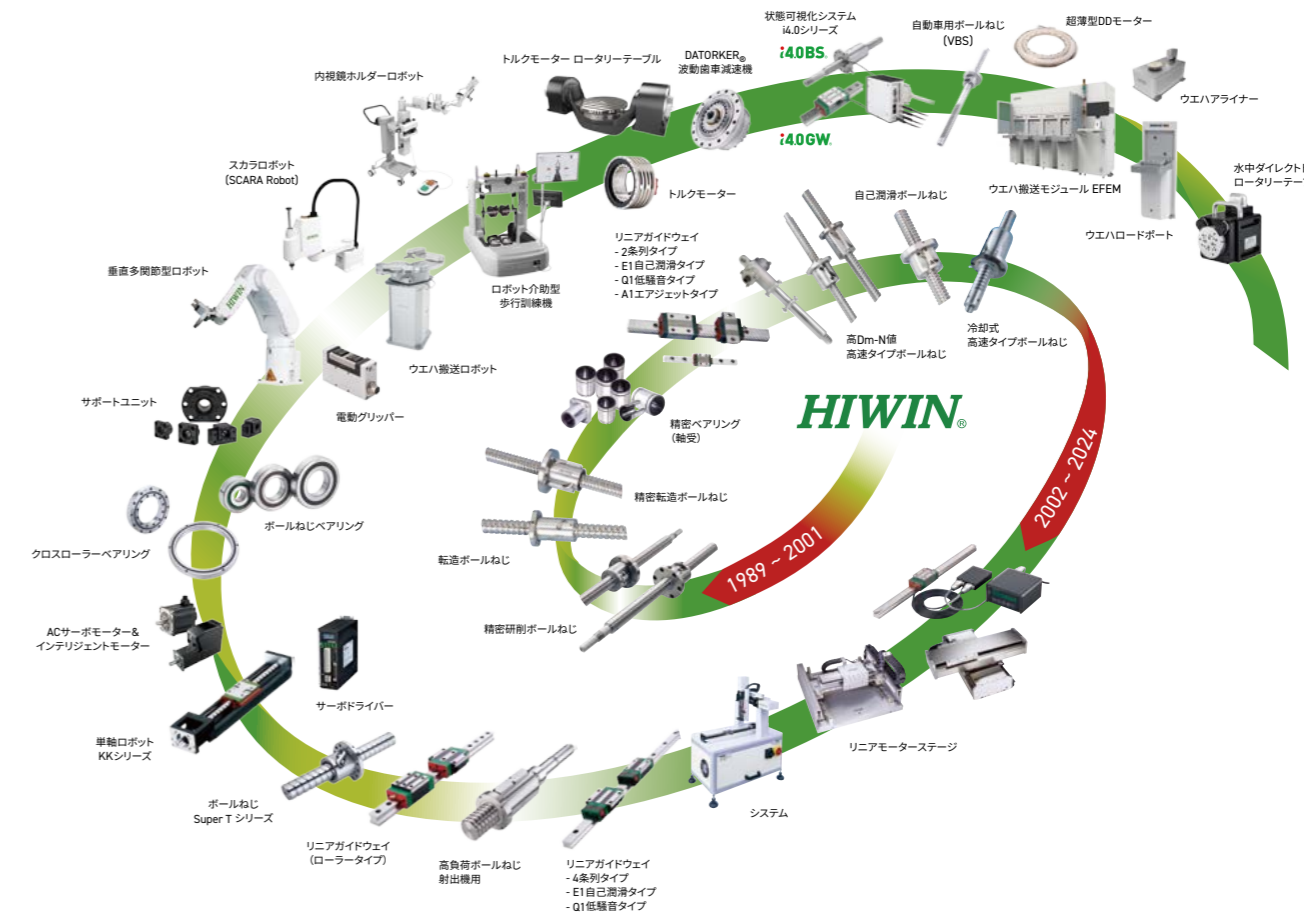 状態可視化システム
i4.0シリーズ
i4.0BS®
i4.0GW®
自動車用ボールねじ
(VBS)
超薄型DDモーター
ウエハアライナー
トルクモーター ロータリーテーブル
DATORKER®
波動歯車減速機
内視鏡ホルダーロボット
スカラロボット
(SCARA Robot)
トルクモーター
自己潤滑ボールねじ
ウエハ搬送モジュール EFEM
水中ダイレクト
ロータリーテー
ウエハロードポート
リニアガイドウェイ
- 2条列タイプ
- E1自己潤滑タイプ
- Q1低騒音タイプ
- A1エアジェットタイプ
垂直多関節型ロボット
HIWIN
ロボット介助型
歩行訓練機
高Dm-N値
高速タイプボールねじ
冷却式
高速タイプボールねじ
ウエハ搬送ロボット
電動グリッパー
サポートユニット
精密ベアリング
(軸受)
HIWIN®
2002 ~ 2024
1989 ~ 2001
精密転造ボールねじ
ボールねじベアリング
転造ボールねじ
クロスローラーベアリング
精密研削ボールねじ
ACサーボモーター&
インテリジェントモーター
サーボドライバー
単軸ロボット
KKシリーズ
リニアモーターステージ
ボールねじ
Super T シリーズ
システム
リニアガイドウェイ
(ローラータイプ)
高負荷ボールねじ
射出機用
リニアガイドウェイ
- 4条列タイプ
- E1自己潤滑タイプ
- Q1低騒音タイプ